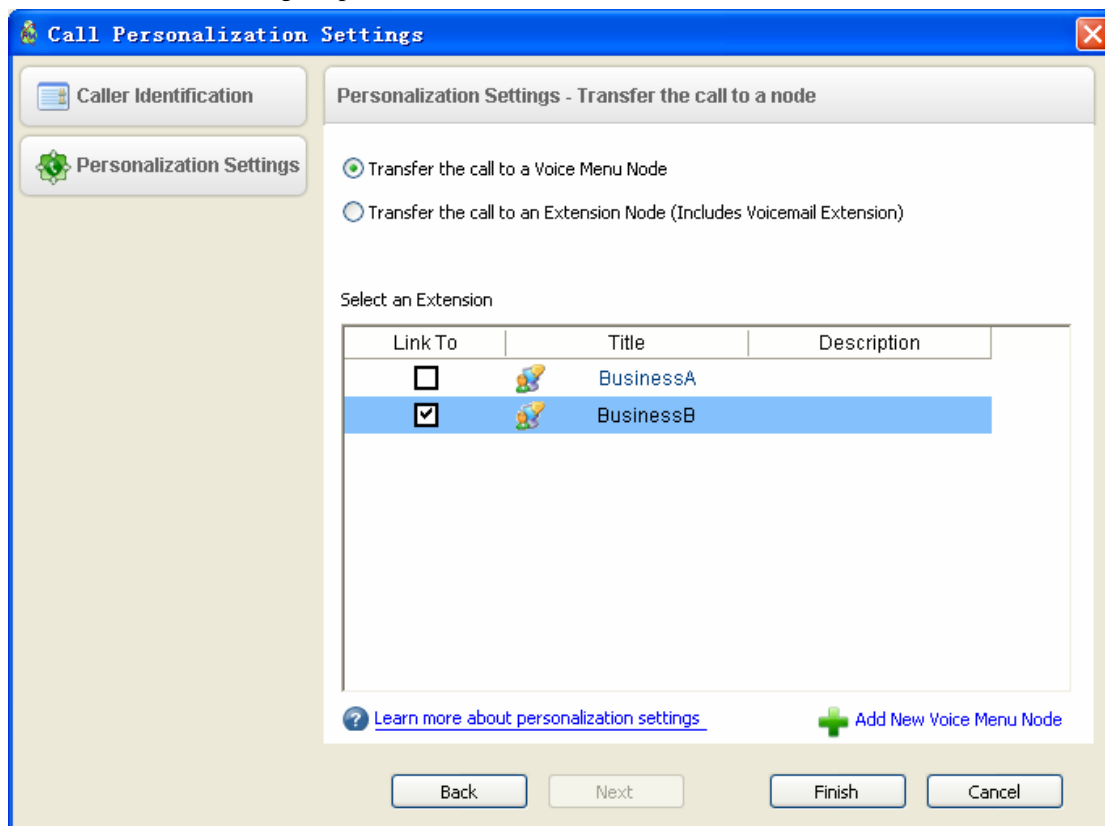 Call Personalization Settings
Caller Identification
Personalization Settings
Personalization Settings - Transfer the call to a node
Transfer the call to a Voice Menu Node
Transfer the call to an Extension Node (Includes Voicemail Extension)
Select an Extension
Link To Title Description
BusinessA
BusinessB
Learn more about personalization settings Add New Voice Menu Node
Back Next Finish Cancel